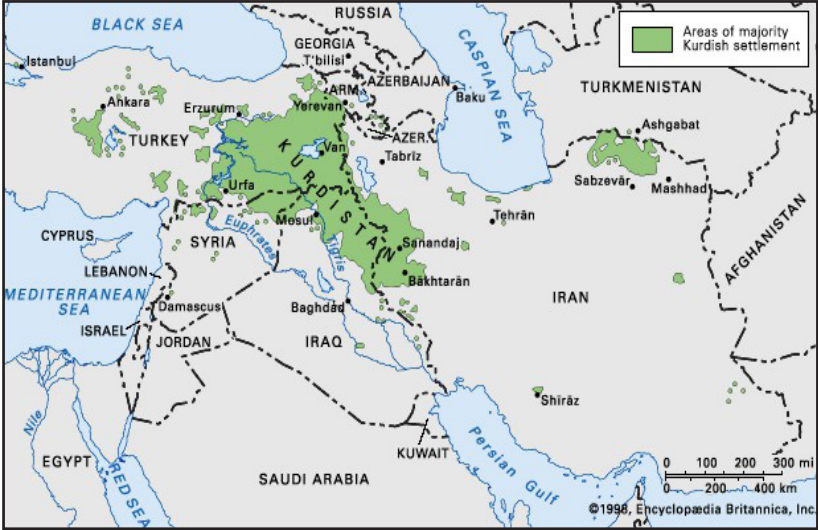 RUSSIA
BLACK SEA
Areas of majority
Kurdish settlement
GEORGIA
T'bilisi
CASPIAN SEA
Istanbul
AZERBAIJAN
TURKMENISTAN
ARM.
Baku
Ankara
Erzurum
Yerevan
Ashgabat
AZER.
TURKEY
Van
Tabrīz
KURDISTAN
Sabzevār
Mashhad
Urfa
Mosul
Tehrān
AFGHANISTAN
CYPRUS
SYRIA
Euphrates
Tigris
Sanandaj
LEBANON
Bākhtarān
MEDITERRANEAN
SEA
Damascus
Baghdād
IRAN
ISRAEL
JORDAN
IRAQ
Shīrāz
Nile
KUWAIT
Persian Gulf
EGYPT
RED SEA
SAUDI ARABIA
0 100 200 300 mi
0 200 400 km
©1998, Encyclopædia Britannica, Inc.